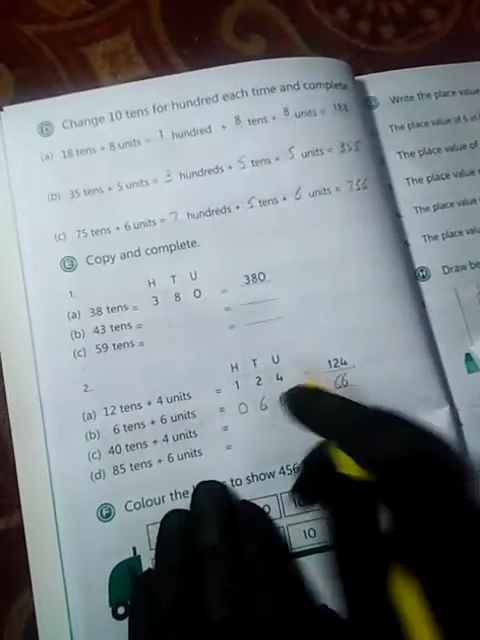 D Change 10 tens for hundred each time and complete.
(a) 18 tens + 8 units = 1 hundred + 8 tens + 8 units = 188
(b) 35 tens + 5 units = 3 hundreds + 5 tens + 5 units = 355
(c) 75 tens + 6 units = 7 hundreds + 5 tens + 6 units = 756
E Copy and complete.
1.
H T U
(a) 38 tens = 3 8 0 = 380
(b) 43 tens = =
(c) 59 tens = =
2.
H T U
(a) 12 tens + 4 units = 1 2 4 = 124
(b) 6 tens + 6 units = 0 6 66
(c) 40 tens + 4 units =
(d) 85 tens + 6 units =
F Colour the to show 456
10
Write the place value
The place value of 6 in
The place value of
The place value
The place value
The place valu
H Draw be